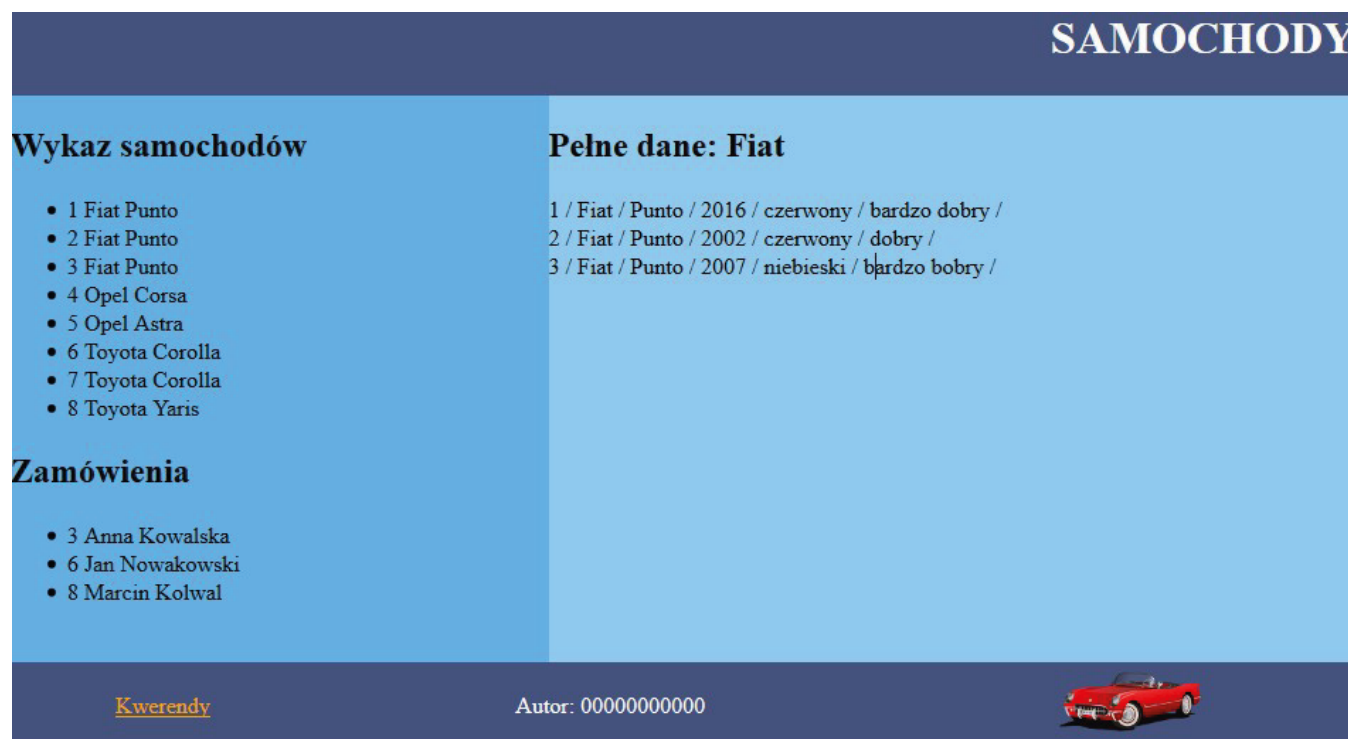 SAMOCHODY
Wykaz samochodów
• 1 Fiat Punto
• 2 Fiat Punto
• 3 Fiat Punto
• 4 Opel Corsa
• 5 Opel Astra
• 6 Toyota Corolla
• 7 Toyota Corolla
• 8 Toyota Yaris
Zamówienia
• 3 Anna Kowalska
• 6 Jan Nowakowski
• 8 Marcin Kolwal
Pełne dane: Fiat
1 / Fiat / Punto / 2016 / czerwony / bardzo dobry /
2 / Fiat / Punto / 2002 / czerwony / dobry /
3 / Fiat / Punto / 2007 / niebieski / bardzo bobry /
Kwerendy
Autor: 00000000000